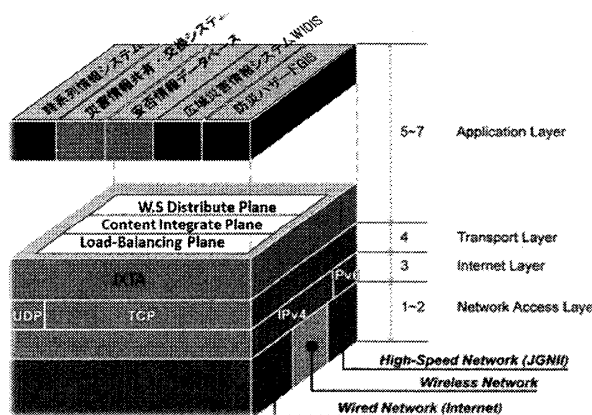 時系列情報システム
災害情報共有・交換システム
安否情報データベース
広域災害情報システムWIDIS
防災ハザードGIS
5~7 Application Layer
W.S Distribute Plane
Content Integrate Plane
Load-Balancing Plane
4 Transport Layer
JXTA
3 Internet Layer
IPv6
UDP TCP
IPv4
1~2 Network Access Laye
High-Speed Network (JGNII)
Wireless Network
Wired Network (Internet)